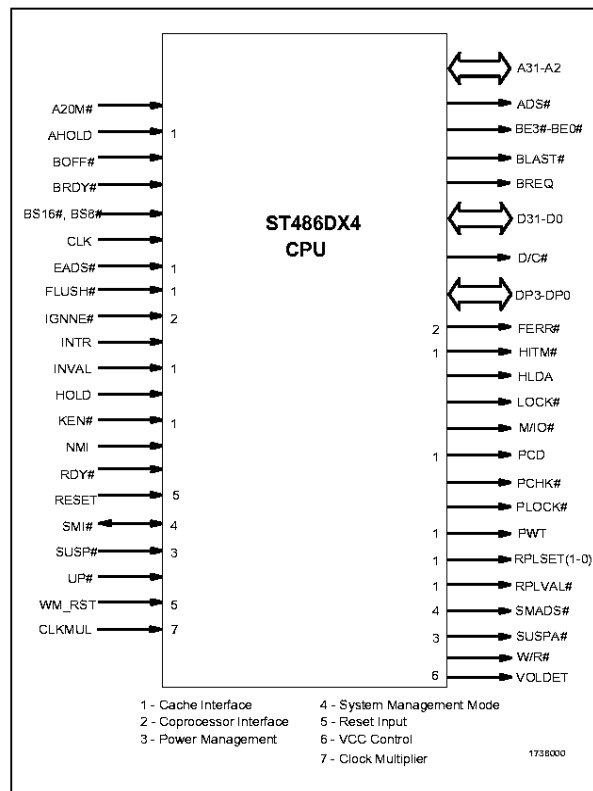 A20M#
AHOLD 1
BOFF#
BRDY#
BS16#, BS8#
CLK
EADS# 1
FLUSH# 1
IGNNE# 2
INTR
INVAL 1
HOLD
KEN# 1
NMI
RDY#
RESET 5
SMI# 4
SUSP# 3
UP#
WM_RST 5
CLKMUL 7
ST486DX4
CPU
A31-A2
ADS#
BE3#-BE0#
BLAST#
BREQ
D31-D0
D/C#
DP3-DP0
2 FERR#
1 HITM#
HLDA
LOCK#
M/IO#
1 PCD
PCHK#
PLOCK#
1 PWT
1 RPLSET(1-0)
1 RPLVAL#
4 SMADS#
3 SUSPA#
W/R#
6 VOLDET
1 - Cache Interface
2 - Coprocessor Interface
3 - Power Management
4 - System Management Mode
5 - Reset Input
6 - VCC Control
7 - Clock Multiplier
1736000